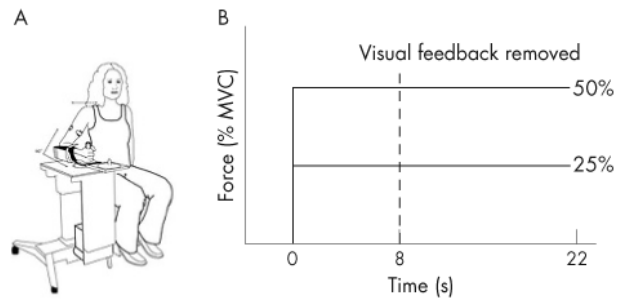 A
B
Visual feedback removed
50%
25%
Force (% MVC)
0
8
22
Time (s)